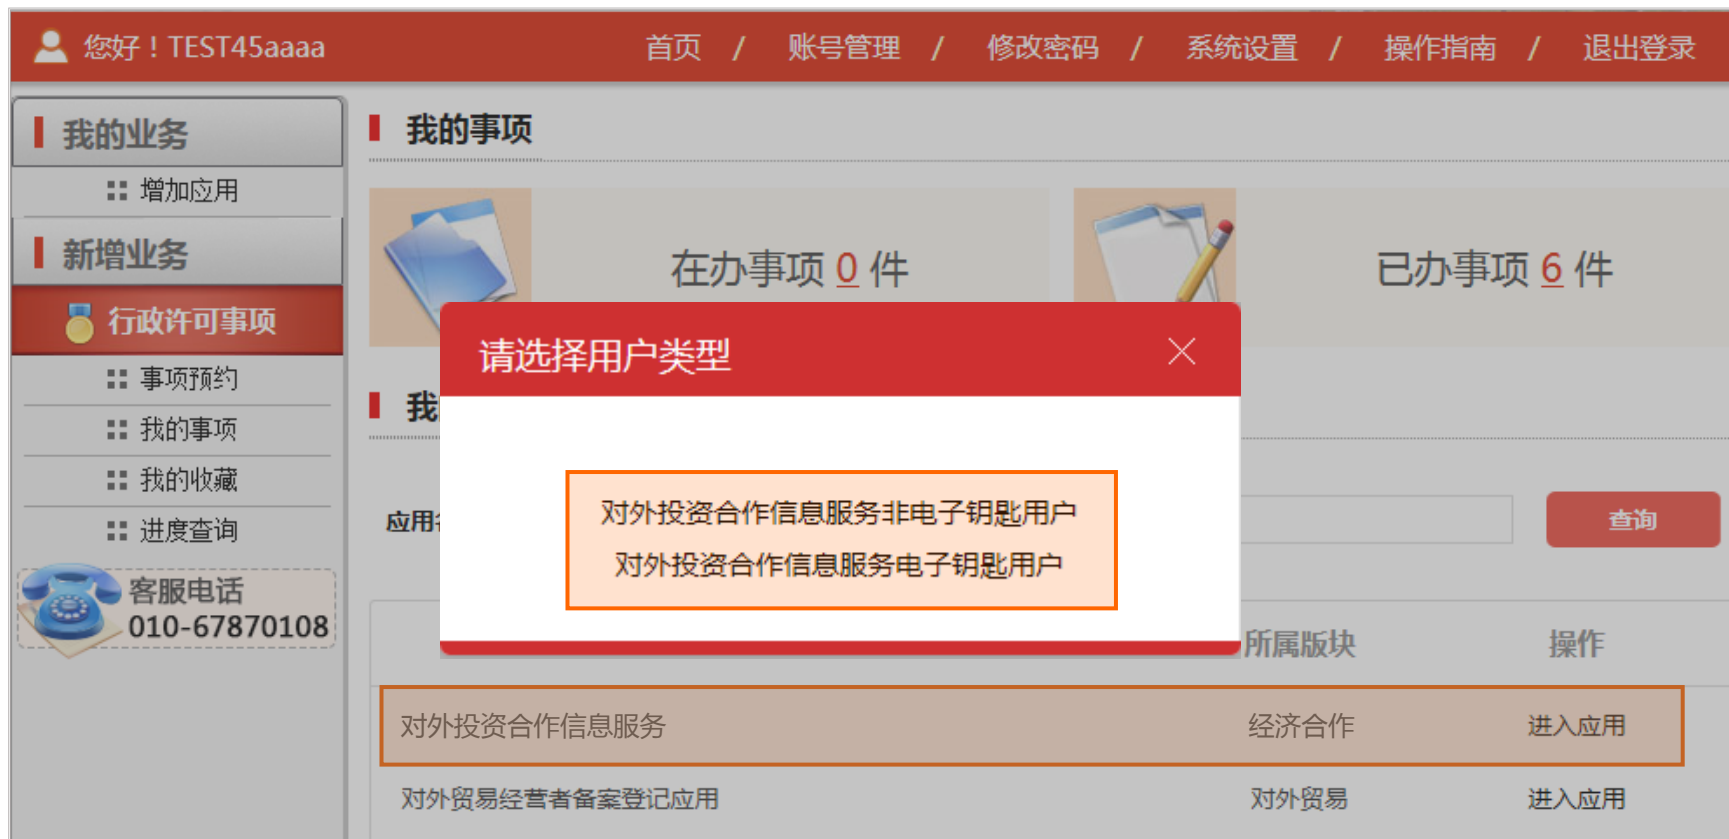 您好！TEST45aaaa
首页 / 账号管理 / 修改密码 / 系统设置 / 操作指南 / 退出登录
我的业务
增加应用
新增业务
行政许可事项
事项预约
我的事项
我的收藏
进度查询
客服电话
010-67870108
我的事项
在办事项 0 件
已办事项 6 件
我
请选择用户类型
对外投资合作信息服务非电子钥匙用户
对外投资合作信息服务电子钥匙用户
应用
查询
所属版块 操作
对外投资合作信息服务 经济合作 进入应用
对外贸易经营者备案登记应用 对外贸易 进入应用